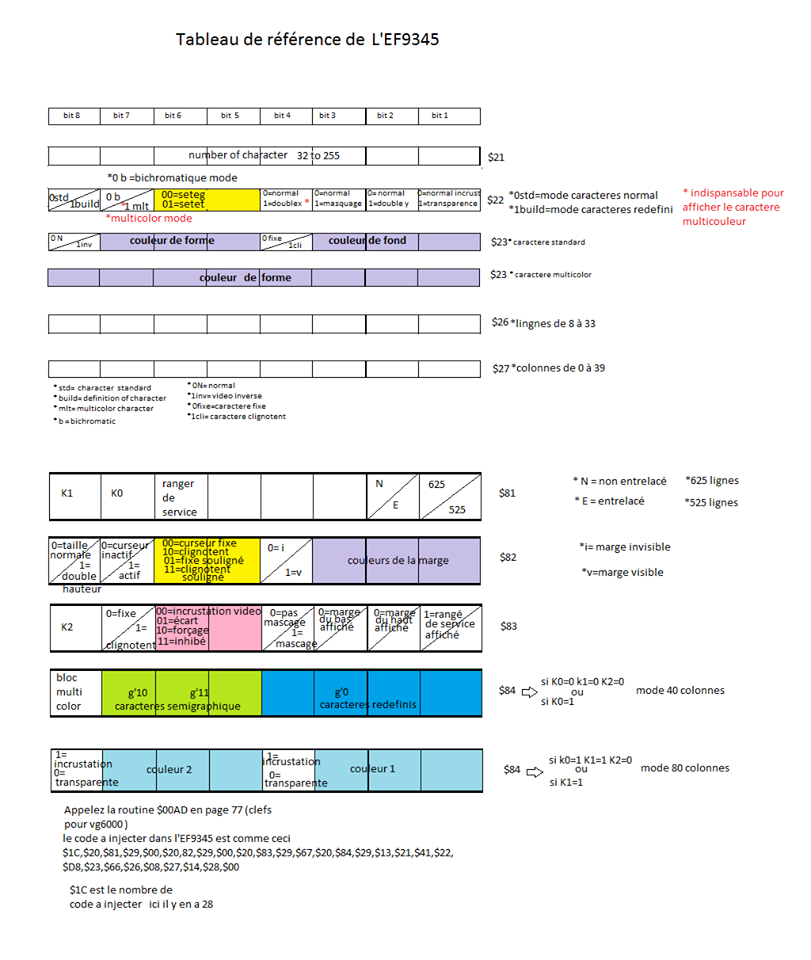 Tableau de référence de L'EF9345
bit 8 bit 7 bit 6 bit 5 bit 4 bit 3 bit 2 bit 1
number of character 32 to 255 $21
*0 b =bichromatique mode
0std 1build
0 b *1 mlt
00=seteg
01=setet
0=normal
1=doublex *
0=normal
1=masquage
0= normal
1=double y
0=normal incrust
1=transparence
$22
*0std=mode caracteres normal
*1build=mode caracteres redefini
* indispansable pour
afficher le caractere
multicouleur
*multicolor mode
0 N 1inv
couleur de forme
0 fixe 1cli
couleur de fond
$23* caractere standard
couleur de forme
$23 * caractere multicolor
$26 *lingnes de 8 à 33
$27 *colonnes de 0 à 39
* std= character standard
* build= definition of character
* mlt= multicolor character
* b = bichromatic
* 0N= normal
*1inv= video inverse
* 0fixe=caractere fixe
*1cli= caractere clignotent
K1
K0
ranger
de
service
N
E
625
525
$81
* N = non entrelacé
* E = entrelacé
*625 lignes
*525 lignes
0=taille
normale
1=
double
hauteur
0=curseur
inactif
1=
actif
00=curseur fixe
10=clignotent
01=fixe souligné
11=clignotent
souligné
0= i
1=v
couleurs de la marge
$82
*i= marge invisible
*v=marge visible
K2
0=fixe
1=
clignotent
00=incrustation video
01=écart
10=forçage
11=inhibé
0=pas
mascage
1=
mascage
0=marge
du bas
affiché
0=marge
du haut
affiché
1=rangé
de service
affiché
$83
bloc
multi
color
g'10 g'11
caracteres semigraphique
g'0
caracteres redefinis
$84
si K0=0 k1=0 K2=0
ou
si K0=1
mode 40 colonnes
1=
incrustation
0=
transparente
couleur 2
1=
incrustation
0=
transparente
couleur 1
$84
si k0=1 K1=1 K2=0
ou
si K1=1
mode 80 colonnes
Appelez la routine $00AD en page 77 (clefs
pour vg6000 )
le code a injecter dans l'EF9345 est comme ceci
$1C,$20,$81,$29,$00,$20,82,$29,$00,$20,$83,$29,$67,$20,$84,$29,$13,$21,$41,$22,
$D8,$23,$66,$26,$08,$27,$14,$28,$00
$1C est le nombre de
code a injecter ici il y en a 28